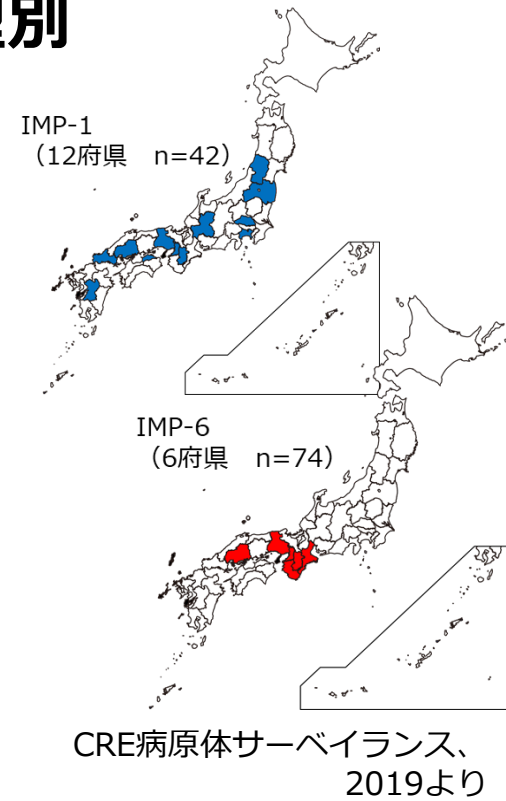 型別
IMP-1
（12府県　n=42）
IMP-6
（6府県　n=74）
CRE病原体サーベイランス、
2019より